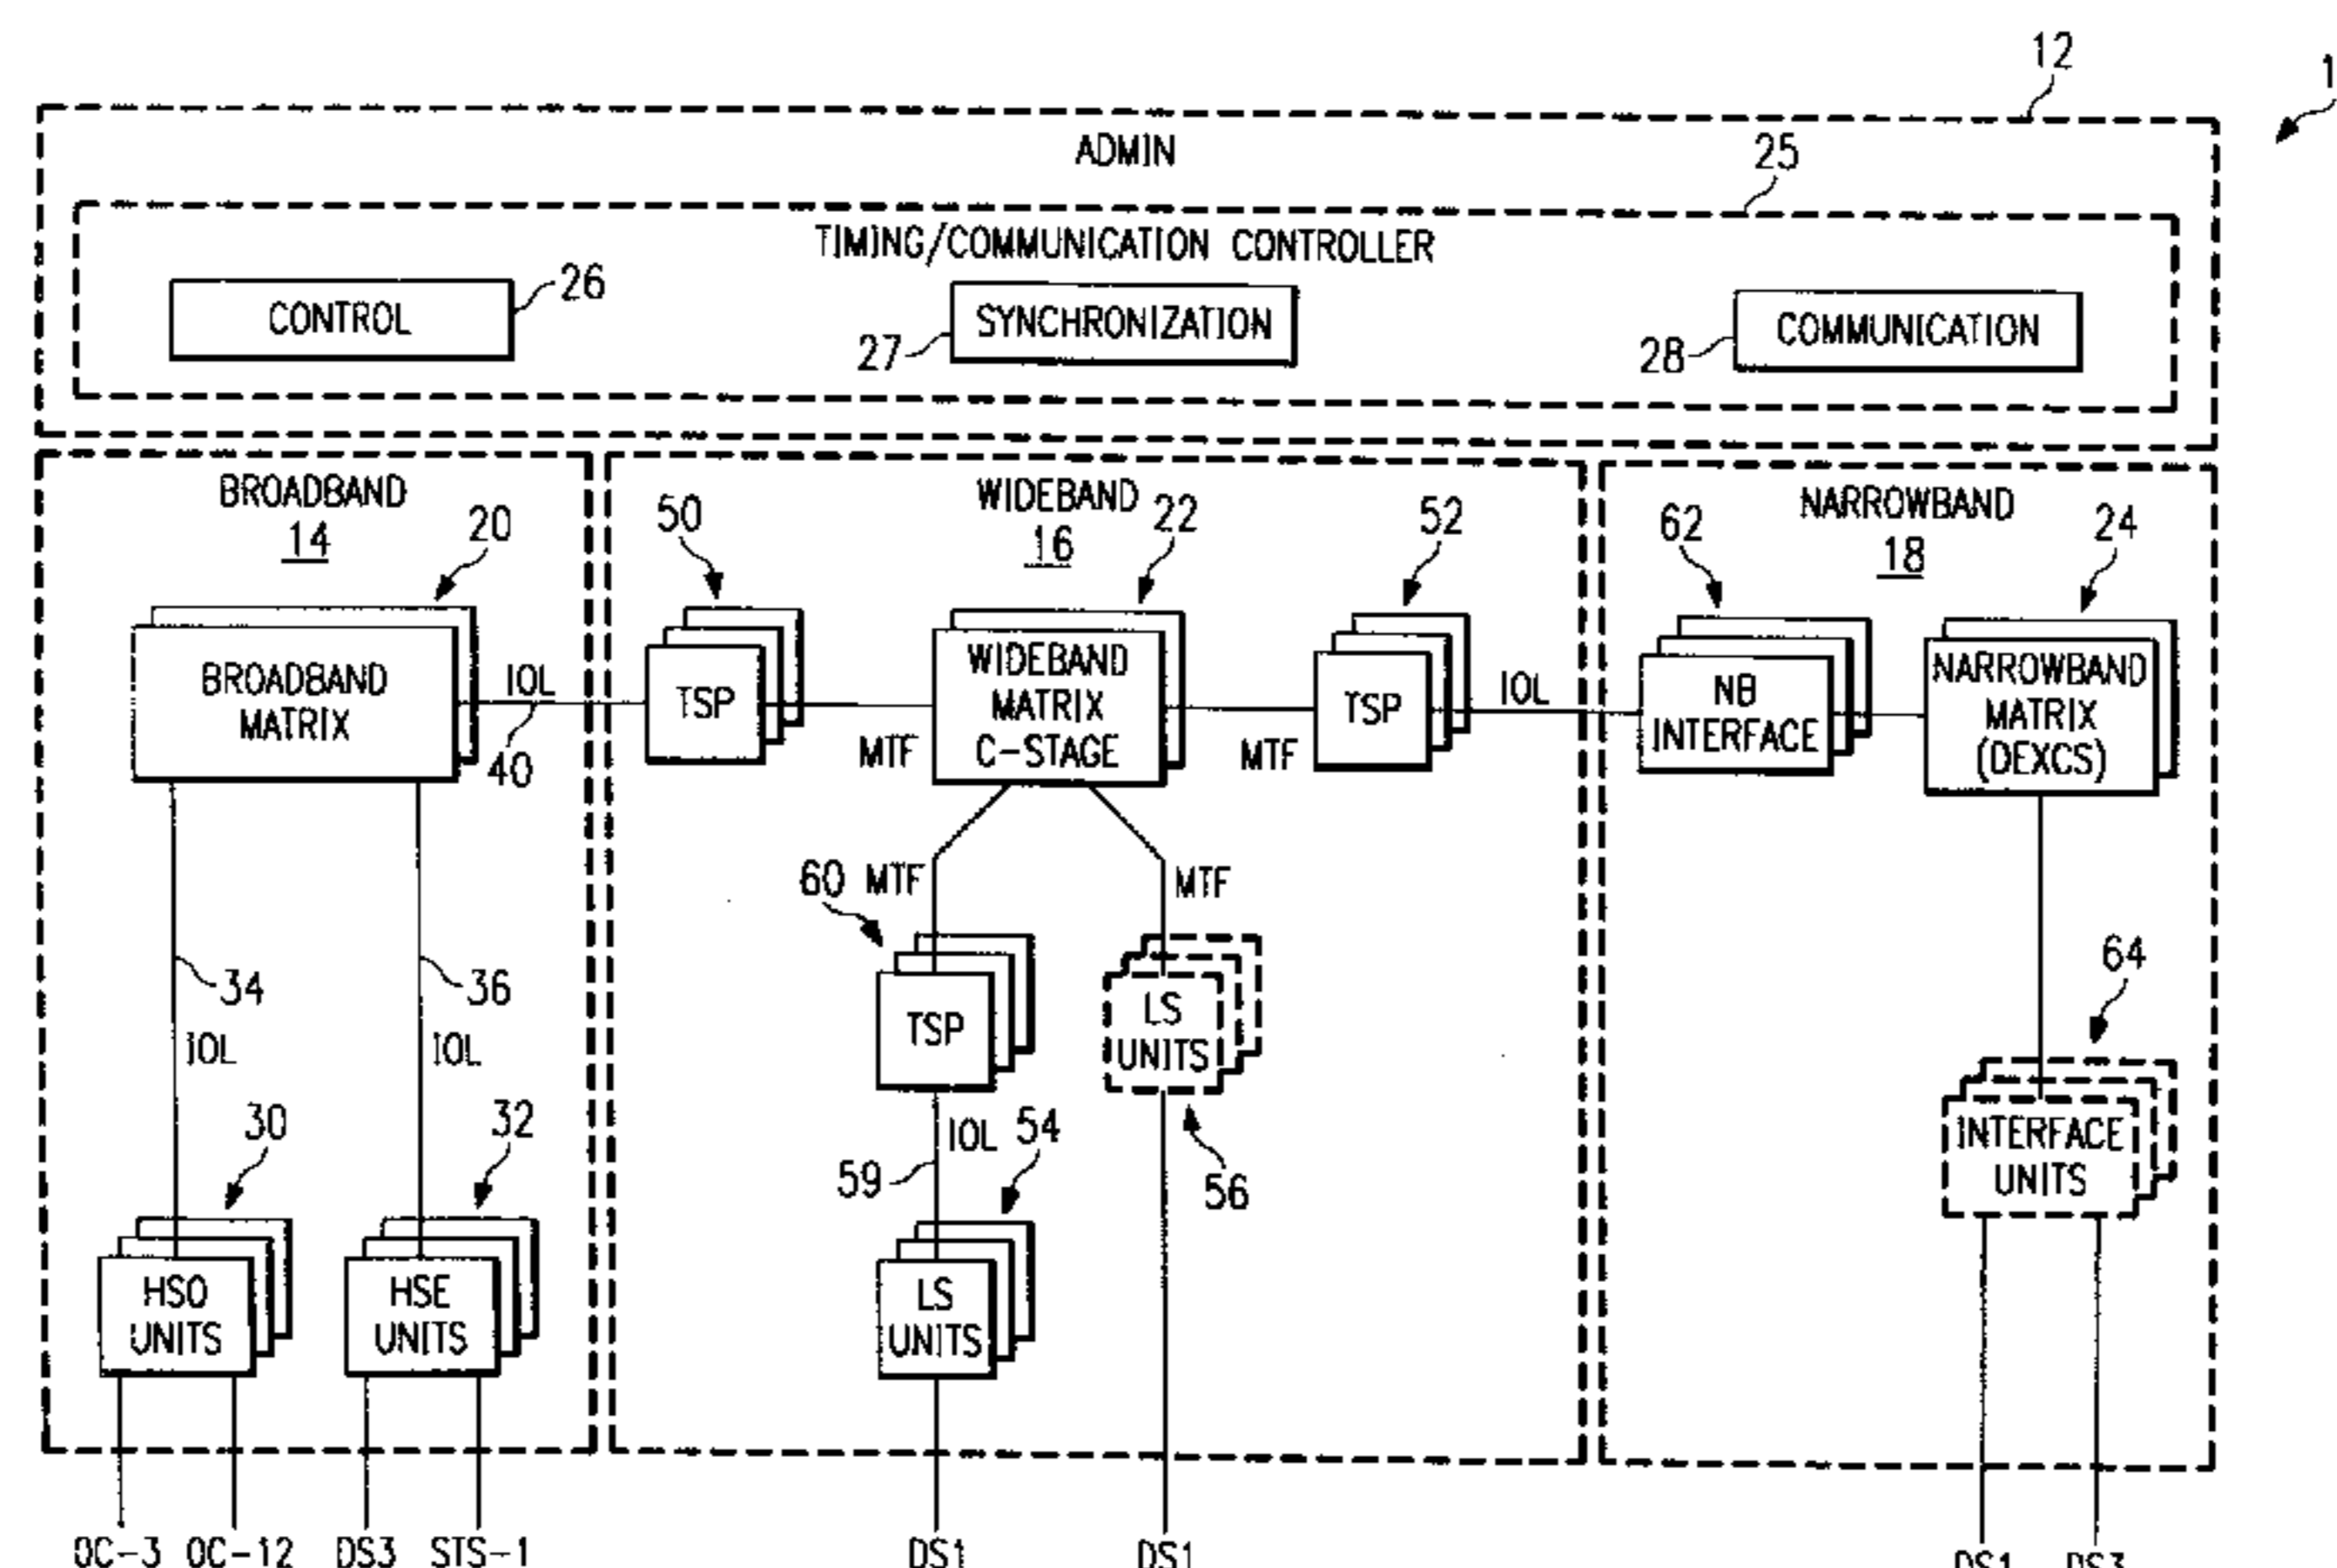 12
1
ADMIN
25
TIMING/COMMUNICATION CONTROLLER
CONTROL
26
27
SYNCHRONIZATION
28
COMMUNICATION
BROADBAND
14
20
BROADBAND
MATRIX
IOL
40
34
IOL
36
IOL
30
HSO
UNITS
32
HSE
UNITS
OC-3
OC-12
DS3
STS-1
WIDEBAND
16
50
TSP
MTF
22
WIDEBAND
MATRIX
C-STAGE
MTF
52
TSP
IOL
60
MTF
TSP
MTF
LS
UNITS
56
59
IOL
54
LS
UNITS
DS1
DS1
NARROWBAND
18
62
NB
INTERFACE
24
NARROWBAND
MATRIX
(DEXCS)
64
INTERFACE
UNITS
DS1
DS3